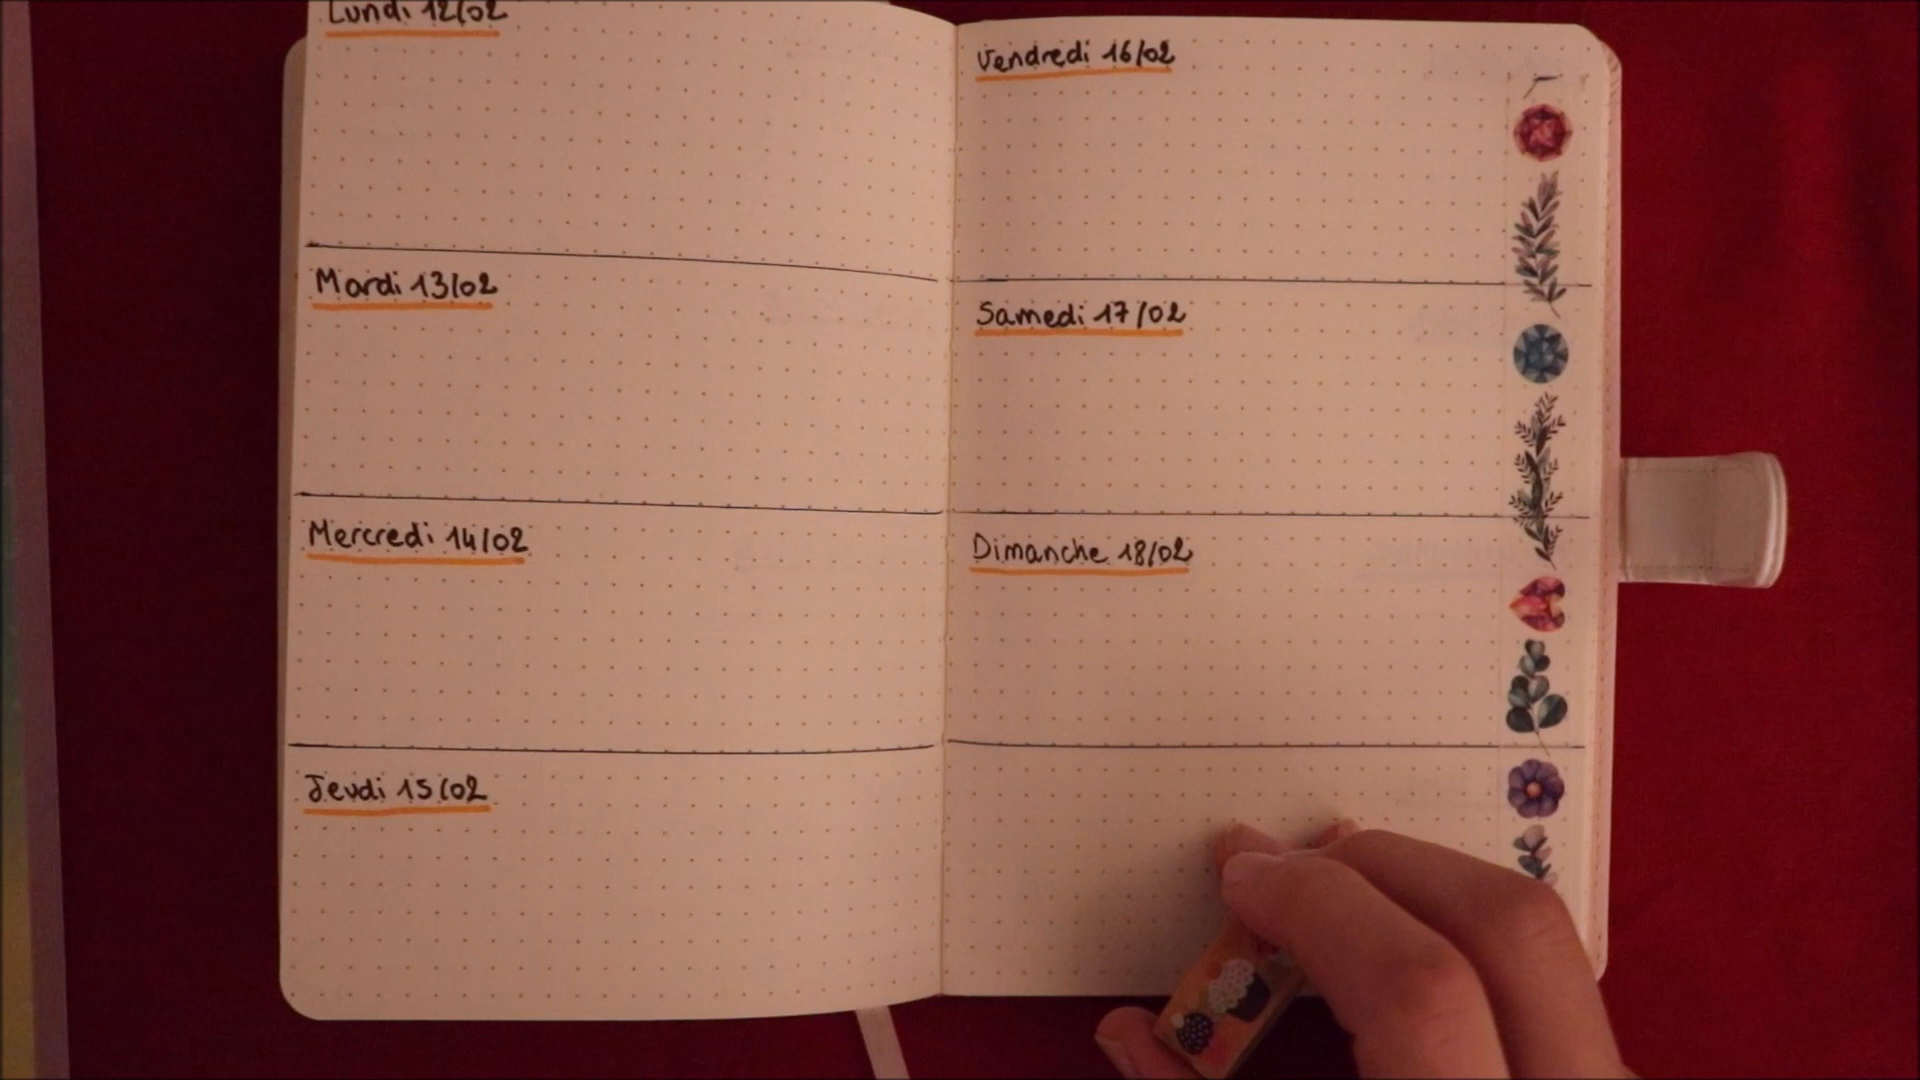 Lundi 12/02
Mardi 13/02
Mercredi 14/02
Jeudi 15/02
Vendredi 16/02
Samedi 17/02
Dimanche 18/02